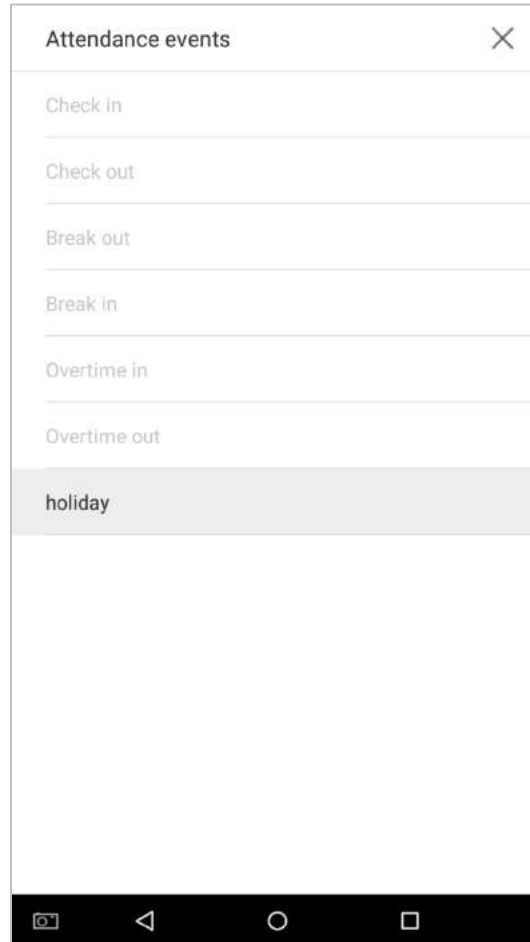 Attendance events
Check in
Check out
Break out
Break in
Overtime in
Overtime out
holiday